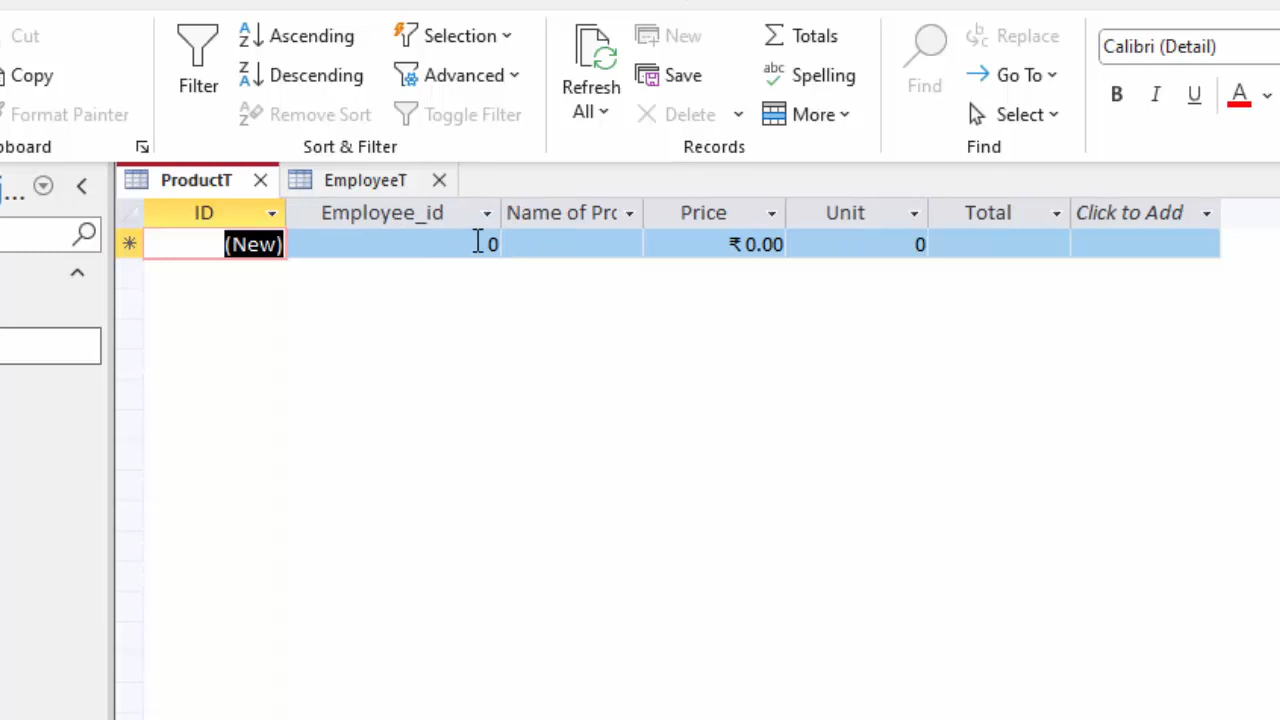 Cut
Copy
Format Painter
board
Filter
Ascending
Descending
Remove Sort
Selection
Advanced
Toggle Filter
Sort & Filter
Refresh
All
New
Save
Delete
Totals
Spelling
More
Records
Find
Replace
Go To
Select
Find
Calibri (Detail)
B I U A
ProductT EmployeeT
ID Employee_id Name of Prc Price Unit Total Click to Add
(New) 0 ₹ 0.00 0